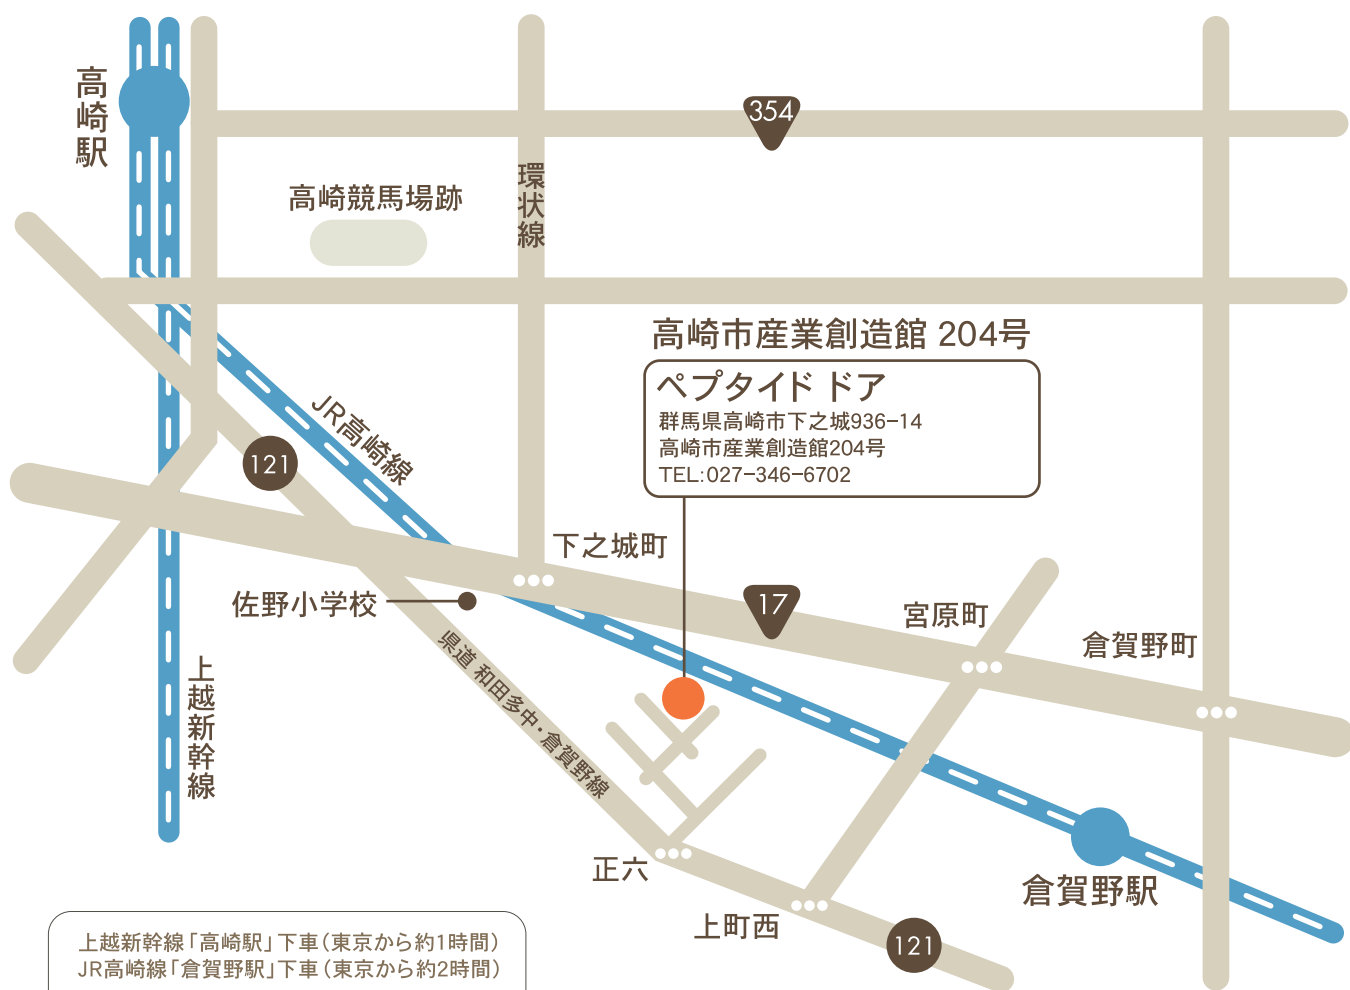 高崎駅
354
高崎競馬場跡
環状線
高崎市産業創造館 204号
ペプタイド ドア
群馬県高崎市下之城936−14
高崎市産業創造館204号
TEL:027−346−6702
JR高崎線
121
下之城町
佐野小学校
17
宮原町
倉賀野町
県道 和田多中・倉賀野線
上越新幹線
正六
倉賀野駅
上町西
121
上越新幹線「高崎駅」下車（東京から約1時間）
JR高崎線「倉賀野駅」下車（東京から約2時間）